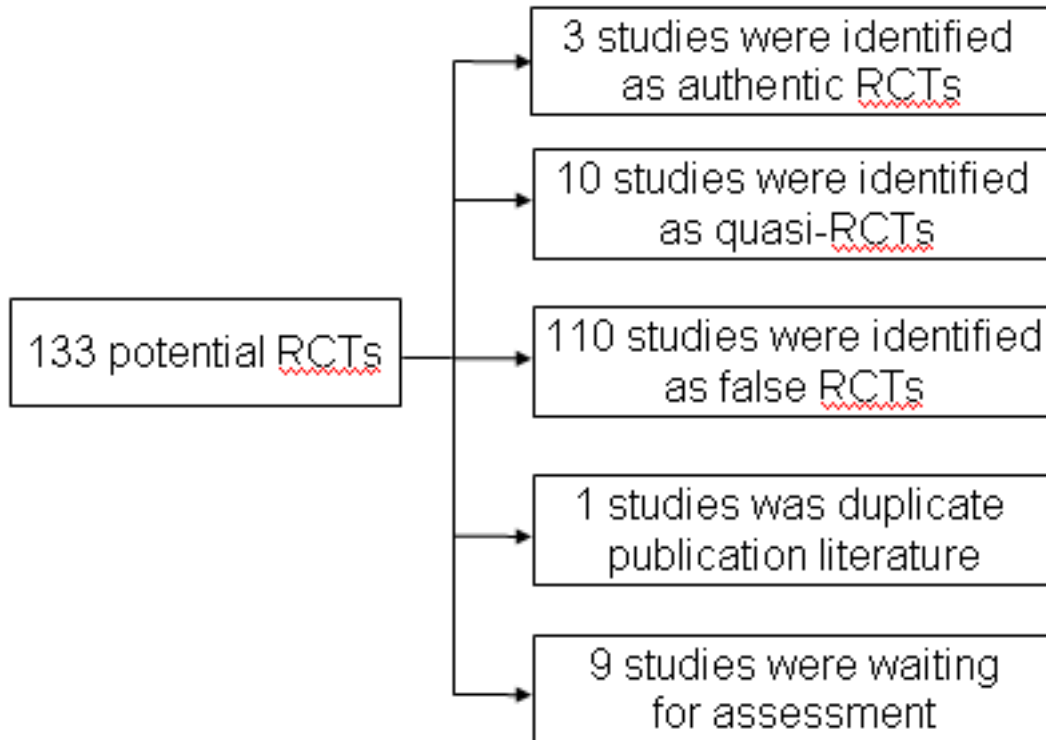 3 studies were identified
as authentic RCTs
10 studies were identified
as quasi-RCTs
133 potential RCTs
110 studies were identified
as false RCTs
1 studies was duplicate
publication literature
9 studies were waiting
for assessment